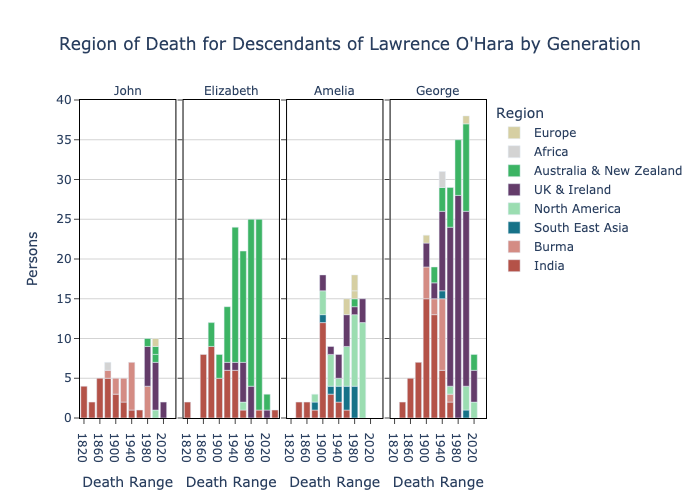 Region of Death for Descendants of Lawrence O'Hara by Generation
John
Elizabeth
Amelia
George
Region
Europe
Africa
Australia & New Zealand
UK & Ireland
North America
South East Asia
Burma
India
Persons
40
35
30
25
20
15
10
5
0
1820 1860 1900 1940 1980 2020
1820 1860 1900 1940 1980 2020
1820 1860 1900 1940 1980 2020
1820 1860 1900 1940 1980 2020
Death Range Death Range Death Range Death Range